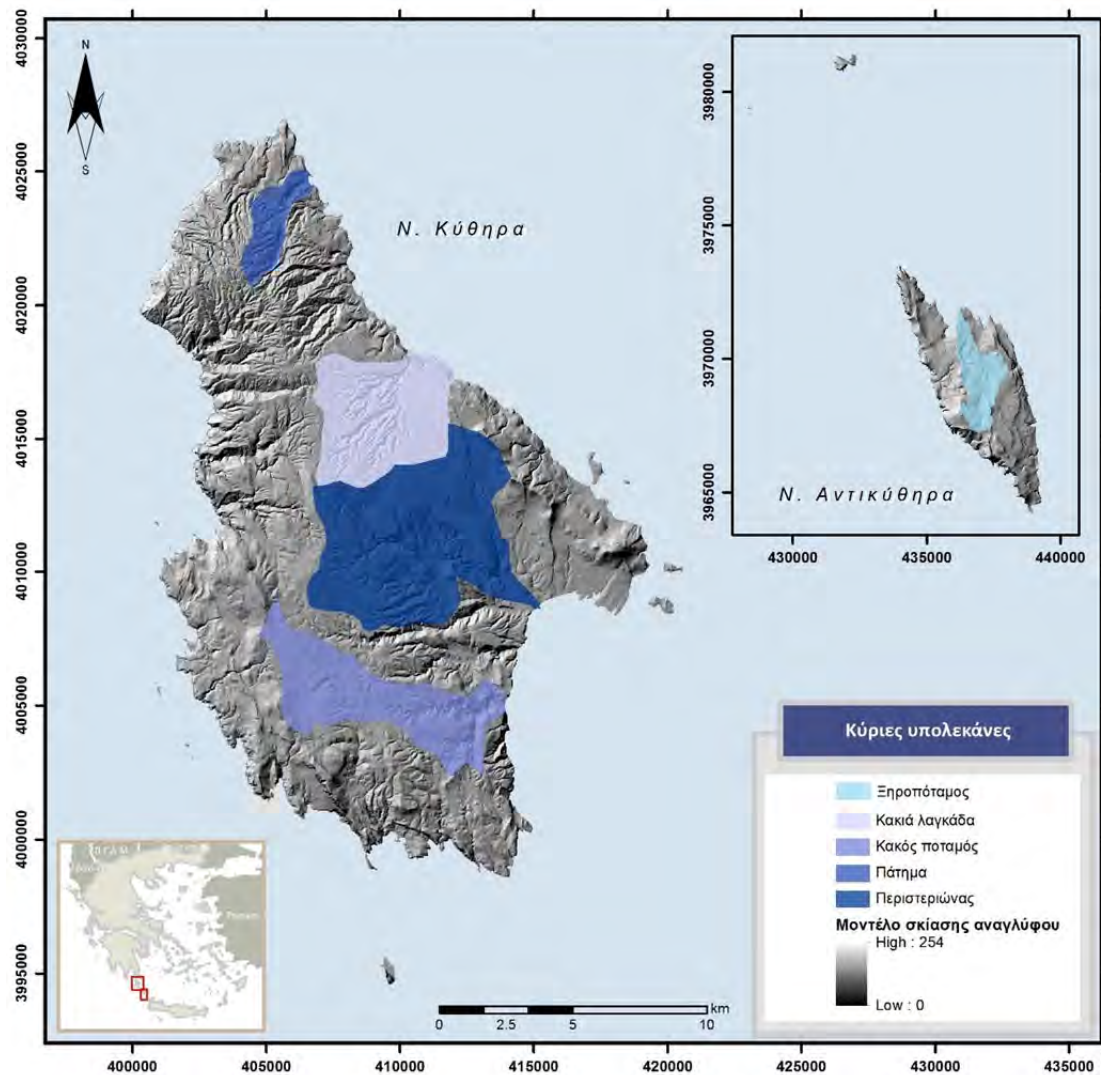 N
S
4030000
4025000
4020000
4015000
4010000
4005000
4000000
3995000
Ν. Κύθηρα
3980000
3975000
3970000
3965000
Ν. Αντικύθηρα
430000 435000 440000
Κύριες υπολεκάνες
Ξηροπόταμος
Κακιά λαγκάδα
Κακός ποταμός
Πάτημα
Περιστεριώνας
Μοντέλο σκίασης αναγλύφου
High : 254
Low : 0
km
0 2.5 5 10
400000 405000 410000 415000 420000 425000 430000 435000